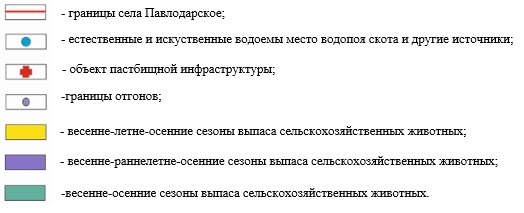 - границы села Павлодарское;
- естественные и искуственные водоемы место водопоя скота и другие источники;
- объект пастбищной инфраструктуры;
-границы отгонов;
- весенне-летне-осенние сезоны выпаса сельскохозяйственных животных;
- весенне-раннелетне-осенние сезоны выпаса сельскохозяйственных животных;
-весенне-осенние сезоны выпаса сельскохозяйственных животных.